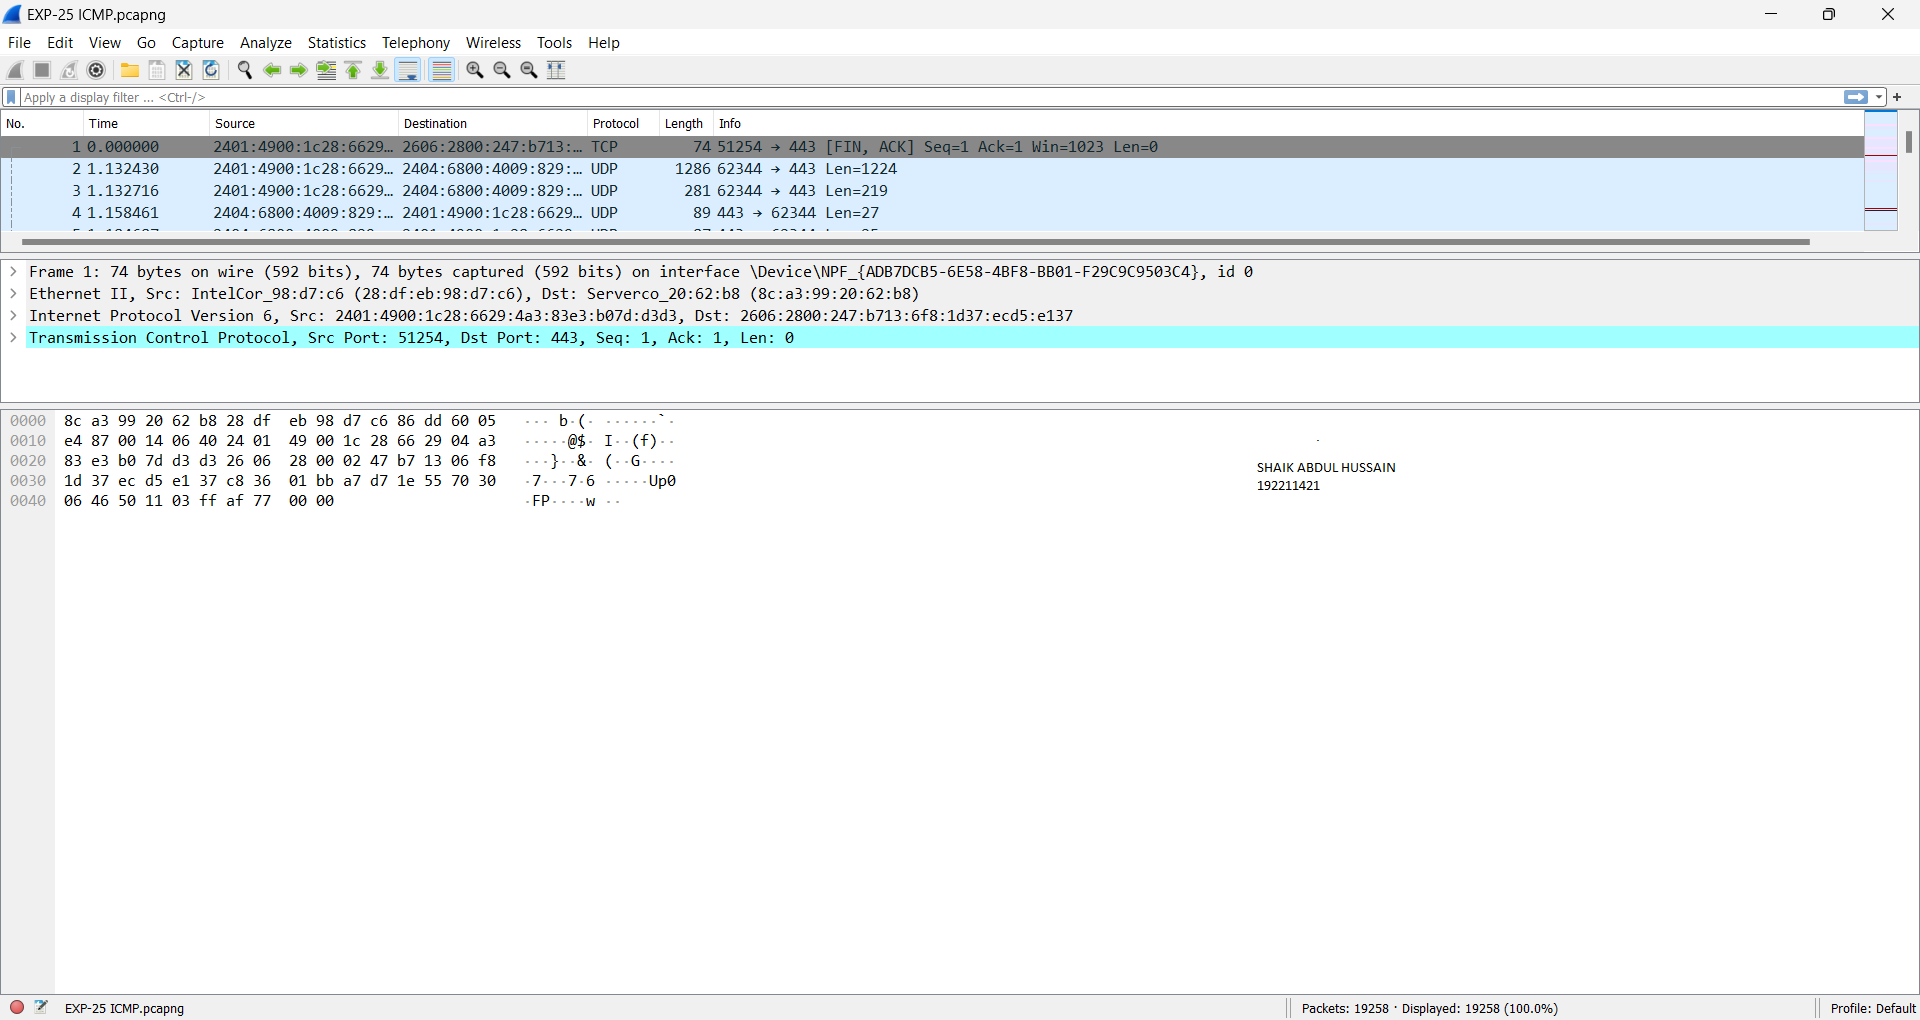 EXP-25 ICMP.pcapng
File Edit View Go Capture Analyze Statistics Telephony Wireless Tools Help
Apply a display filter ... <Ctrl-/>
No. Time Source Destination Protocol Length Info
1 0.000000 2401:4900:1c28:6629… 2606:2800:247:b713:… TCP 74 51254 → 443 [FIN, ACK] Seq=1 Ack=1 Win=1023 Len=0
2 1.132430 2401:4900:1c28:6629… 2404:6800:4009:829:… UDP 1286 62344 → 443 Len=1224
3 1.132716 2401:4900:1c28:6629… 2404:6800:4009:829:… UDP 281 62344 → 443 Len=219
4 1.158461 2404:6800:4009:829:… 2401:4900:1c28:6629… UDP 89 443 → 62344 Len=27
Frame 1: 74 bytes on wire (592 bits), 74 bytes captured (592 bits) on interface \Device\NPF_{ADB7DCB5-6E58-4BF8-BB01-F29C9C9503C4}, id 0
Ethernet II, Src: IntelCor_98:d7:c6 (28:df:eb:98:d7:c6), Dst: Serverco_20:62:b8 (8c:a3:99:20:62:b8)
Internet Protocol Version 6, Src: 2401:4900:1c28:6629:4a3:83e3:b07d:d3d3, Dst: 2606:2800:247:b713:6f8:1d37:ecd5:e137
Transmission Control Protocol, Src Port: 51254, Dst Port: 443, Seq: 1, Ack: 1, Len: 0
0000 8c a3 99 20 62 b8 28 df eb 98 d7 c6 86 dd 60 05 ··· b·(· ······`·
0010 e4 87 00 14 06 40 24 01 49 00 1c 28 66 29 04 a3 ·····@$· I··(f)··
0020 83 e3 b0 7d d3 d3 26 06 28 00 02 47 b7 13 06 f8 ···}··&· (··G····
0030 1d 37 ec d5 e1 37 c8 36 01 bb a7 d7 1e 55 70 30 ·7···7·6 ·····Up0
0040 06 46 50 11 03 ff af 77 00 00 ·FP····w ··
SHAIK ABDUL HUSSAIN
192211421
EXP-25 ICMP.pcapng
Packets: 19258 · Displayed: 19258 (100.0%)
Profile: Default